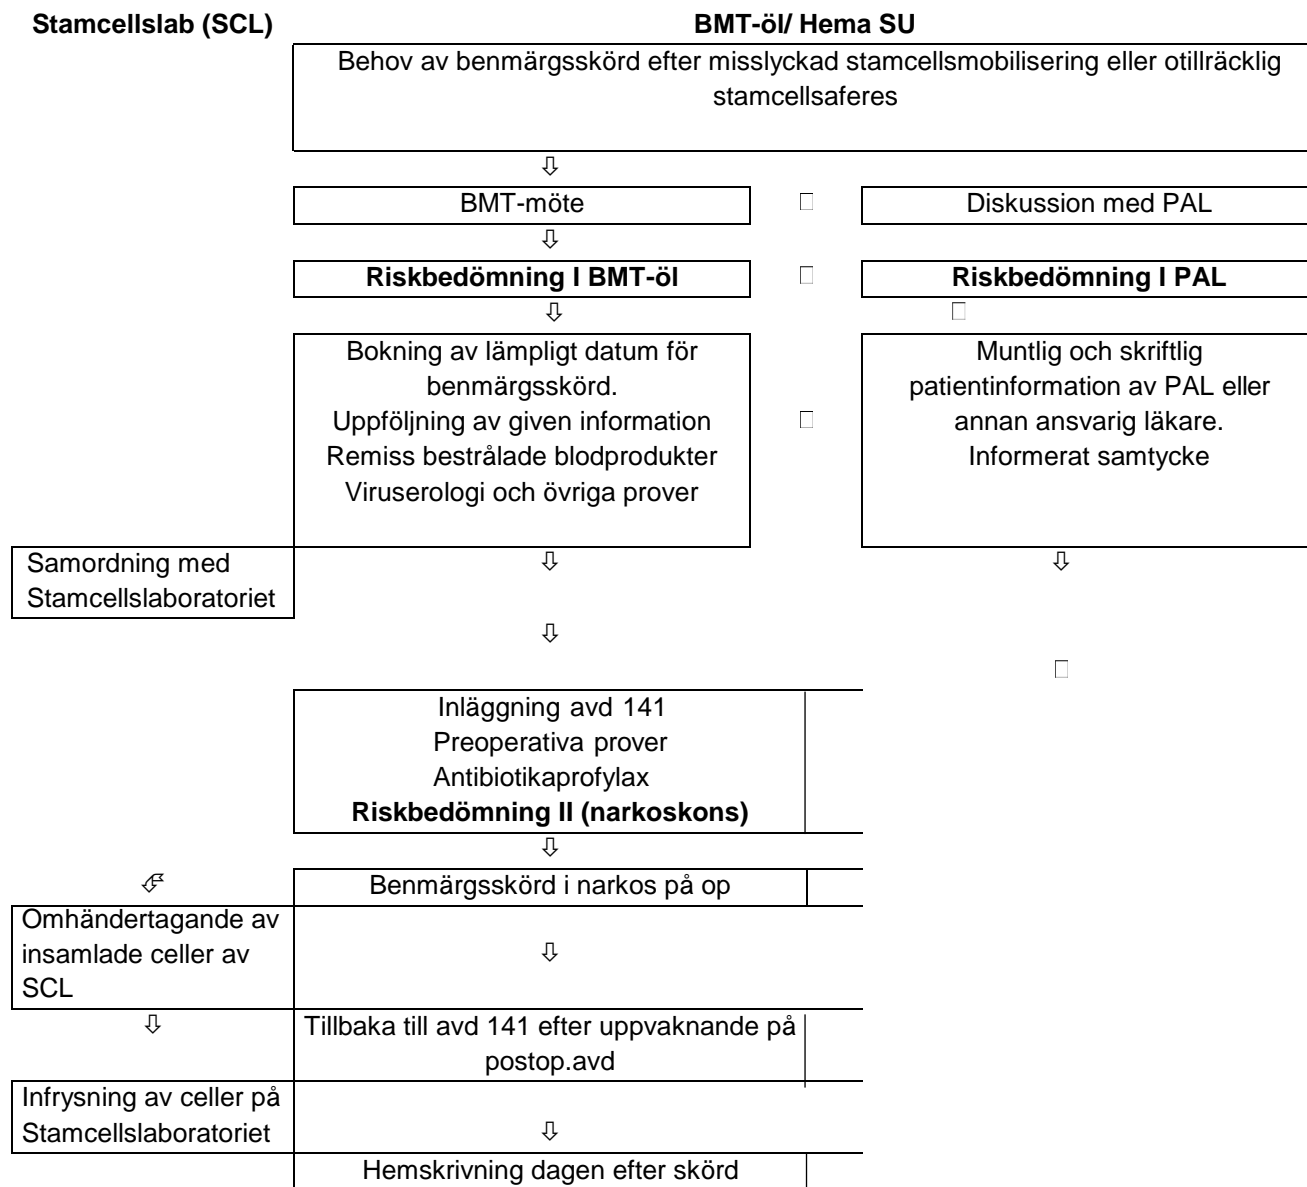 Stamcellslab (SCL)
BMT-öl/ Hema SU
Behov av benmärgsskörd efter misslyckad stamcellsmobilisering eller otillräcklig
stamcellsaferes
BMT-möte
Diskussion med PAL
Riskbedömning I BMT-öl
Riskbedömning I PAL
Bokning av lämpligt datum för
benmärgsskörd.
Uppföljning av given information
Remiss bestrålade blodprodukter
Viruserologi och övriga prover
Muntlig och skriftlig
patientinformation av PAL eller
annan ansvarig läkare.
Informerat samtycke
Samordning med
Stamcellslaboratoriet
Inläggning avd 141
Preoperativa prover
Antibiotikaprofylax
Riskbedömning II (narkoskons)
Benmärgsskörd i narkos på op
Omhändertagande av
insamlade celler av
SCL
Tillbaka till avd 141 efter uppvaknande på
postop.avd
Infrysning av celler på
Stamcellslaboratoriet
Hemskrivning dagen efter skörd